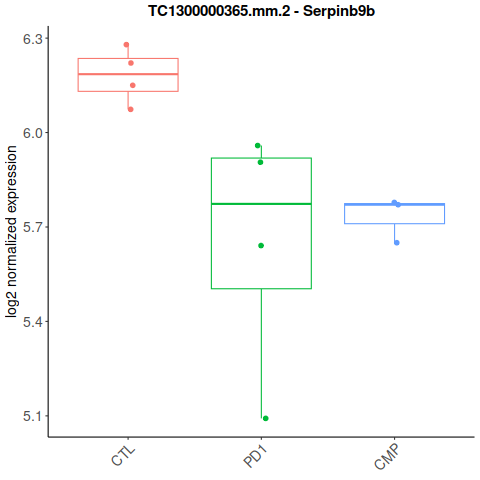 TC1300000365.mm.2 - Serpinb9b
log2 normalized expression
6.3
6.0
5.7
5.4
5.1
CTL
PD1
CMP